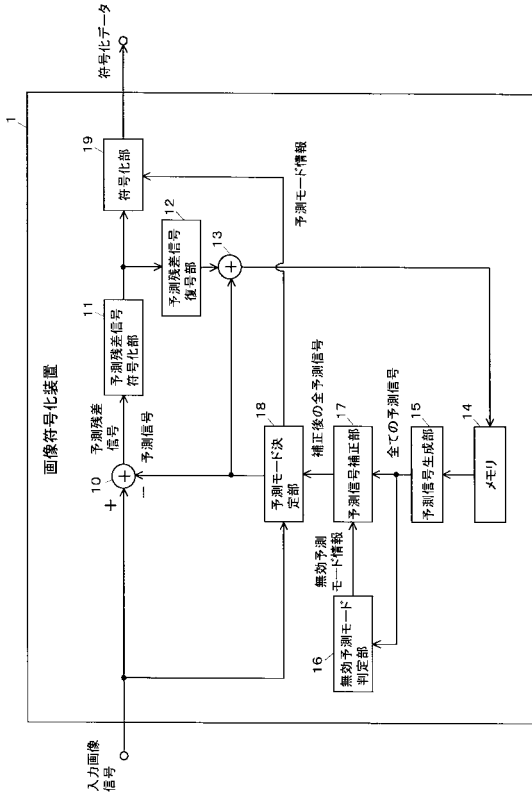 画像符号化装置
1
入力画像
信号
+
−
10
+
予測残差
信号
予測信号
11
予測残差信号
符号化部
12
予測残差信号
復号部
13
+
19
符号化部
符号化データ
予測モード情報
18
予測モード決
定部
補正後の全予測信号
17
予測信号補正部
無効予測
モード情報
16
無効予測モード
判定部
全ての予測信号
15
予測信号生成部
14
メモリ